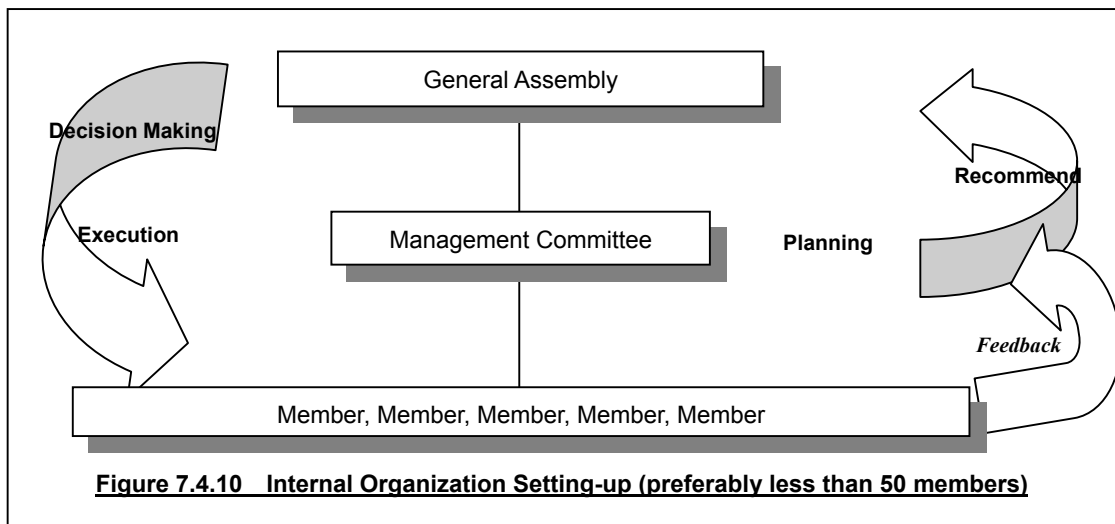 General Assembly
Decision Making
Recommend
Execution
Management Committee
Planning
Feedback
Member, Member, Member, Member, Member
Figure 7.4.10 Internal Organization Setting-up (preferably less than 50 members)